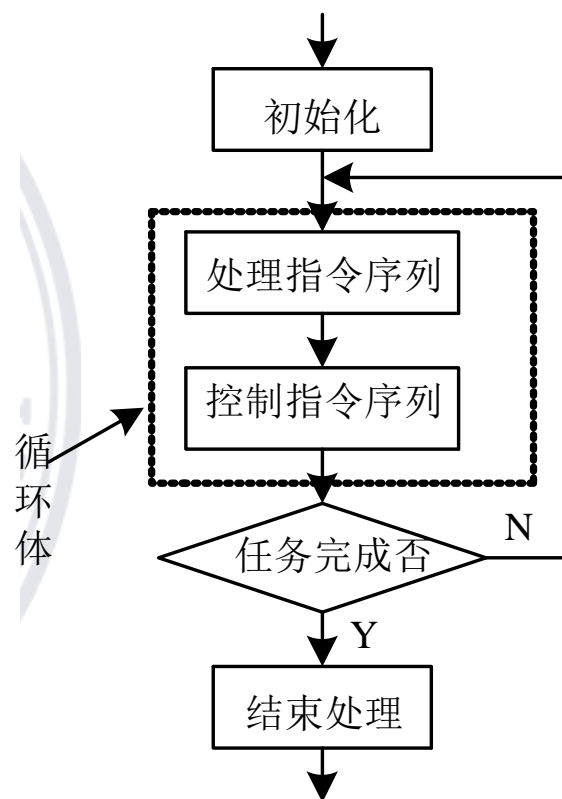 初始化
处理指令序列
控制指令序列
循环体
任务完成否
N
Y
结束处理